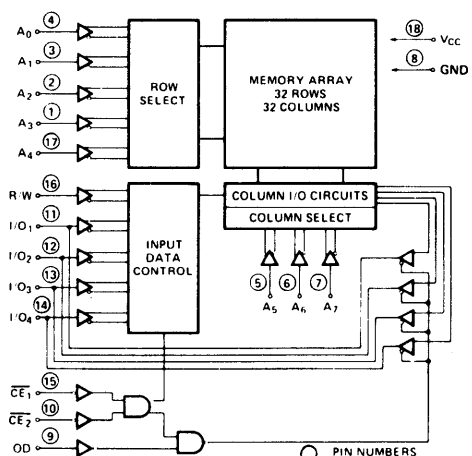 ④ A₀
③ A₁
② A₂
① A₃
⑰ A₄
ROW
SELECT
MEMORY ARRAY
32 ROWS
32 COLUMNS
⑱ VCC
⑧ GND
⑯ R/W
⑪ I/O₁
⑫ I/O₂
⑬ I/O₃
⑭ I/O₄
INPUT
DATA
CONTROL
COLUMN I/O CIRCUITS
COLUMN SELECT
⑤ ⑥ ⑦
A₅ A₆ A₇
⑮ C̅E̅₁
⑩ C̅E̅₂
⑨ OD
PIN NUMBERS